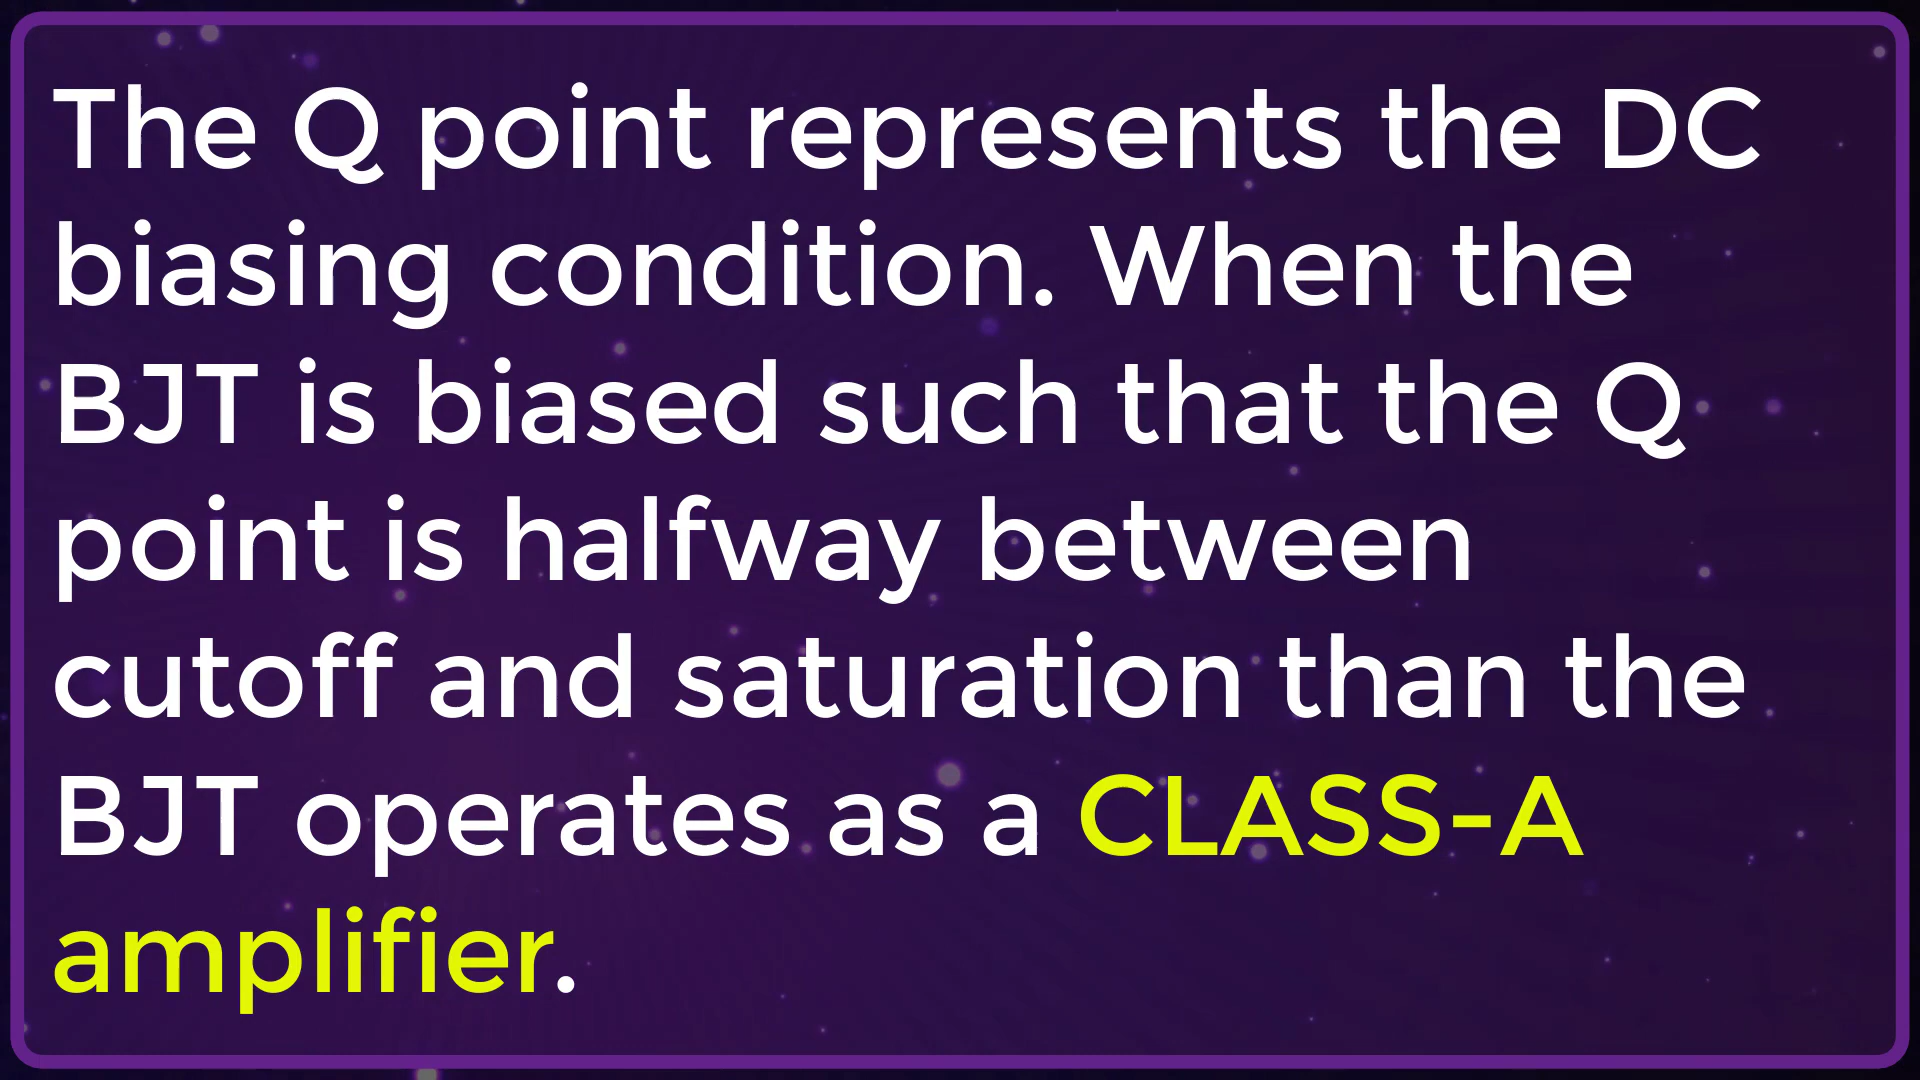 The Q point represents the DC
biasing condition. When the
BJT is biased such that the Q
point is halfway between
cutoff and saturation than the
BJT operates as a CLASS-A
amplifier.